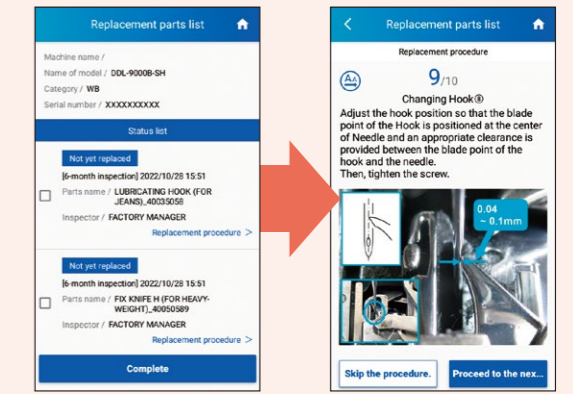 Replacement parts list
Machine name /
Name of model / DDL-9000B-SH
Category / WB
Serial number / XXXXXXXXXX
Status list
Not yet replaced
[6-month inspection] 2022/10/28 15:51
Parts name / LUBRICATING HOOK (FOR
JEANS)_40035058
Inspector / FACTORY MANAGER
Replacement procedure >
Not yet replaced
[6-month inspection] 2022/10/28 15:51
Parts name / FIX KNIFE H (FOR HEAVY-
WEIGHT)_40050589
Inspector / FACTORY MANAGER
Replacement procedure >
Complete
Replacement parts list
Replacement procedure
9/10
Changing Hook⑧
Adjust the hook position so that the blade
point of the Hook is positioned at the center
of Needle and an appropriate clearance is
provided between the blade point of the
hook and the needle.
Then, tighten the screw.
0.04
~ 0.1mm
Skip the procedure.
Proceed to the nex...